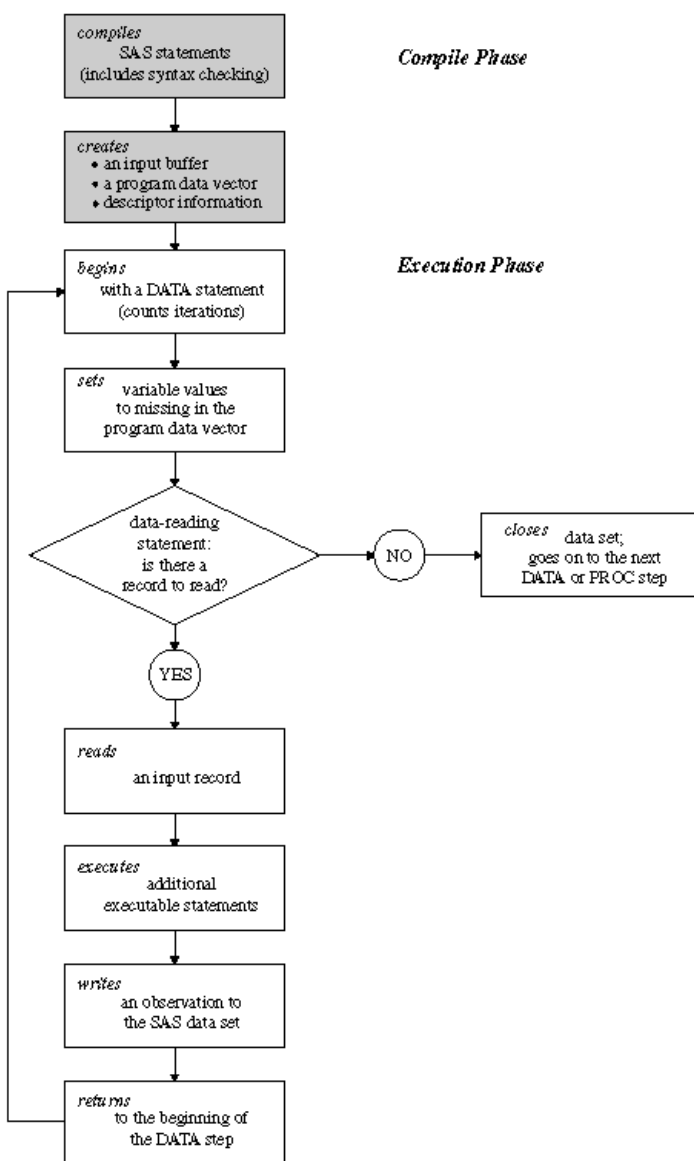 compiles
SAS statements
(includes syntax checking)
Compile Phase
creates
• an input buffer
• a program data vector
• descriptor information
begins
with a DATA statement
(counts iterations)
Execution Phase
sets
variable values
to missing in the
program data vector
data-reading
statement:
is there a
record to read?
NO
closes
data set;
goes on to the next
DATA or PROC step
YES
reads
an input record
executes
additional
executable statements
writes
an observation to
the SAS data set
returns
to the beginning of
the DATA step